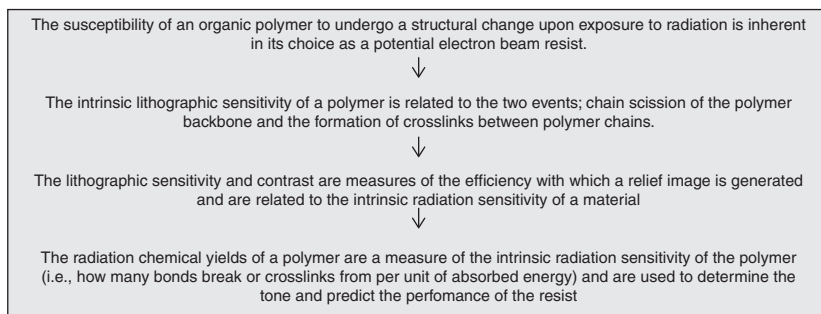 The susceptibility of an organic polymer to undergo a structural change upon exposure to radiation is inherent
in its choice as a potential electron beam resist.
The intrinsic lithographic sensitivity of a polymer is related to the two events; chain scission of the polymer
backbone and the formation of crosslinks between polymer chains.
The lithographic sensitivity and contrast are measures of the efficiency with which a relief image is generated
and are related to the intrinsic radiation sensitivity of a material
The radiation chemical yields of a polymer are a measure of the intrinsic radiation sensitivity of the polymer
(i.e., how many bonds break or crosslinks from per unit of absorbed energy) and are used to determine the
tone and predict the perfomance of the resist